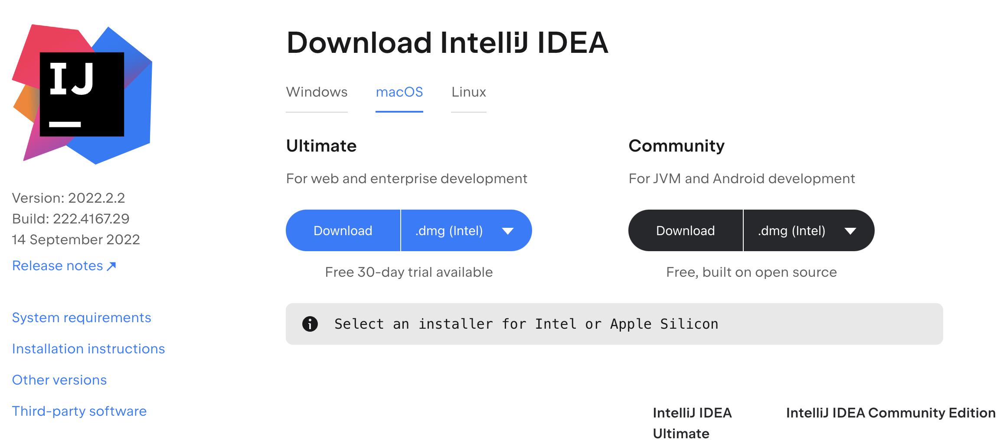 IJ
Version: 2022.2.2
Build: 222.4167.29
14 September 2022
Release notes ↗
System requirements
Installation instructions
Other versions
Third-party software
Download IntelliJ IDEA
Windows macOS Linux
Ultimate
For web and enterprise development
Download .dmg (Intel)
Free 30-day trial available
Community
For JVM and Android development
Download .dmg (Intel)
Free, built on open source
Select an installer for Intel or Apple Silicon
IntelliJ IDEA
Ultimate
IntelliJ IDEA Community Edition